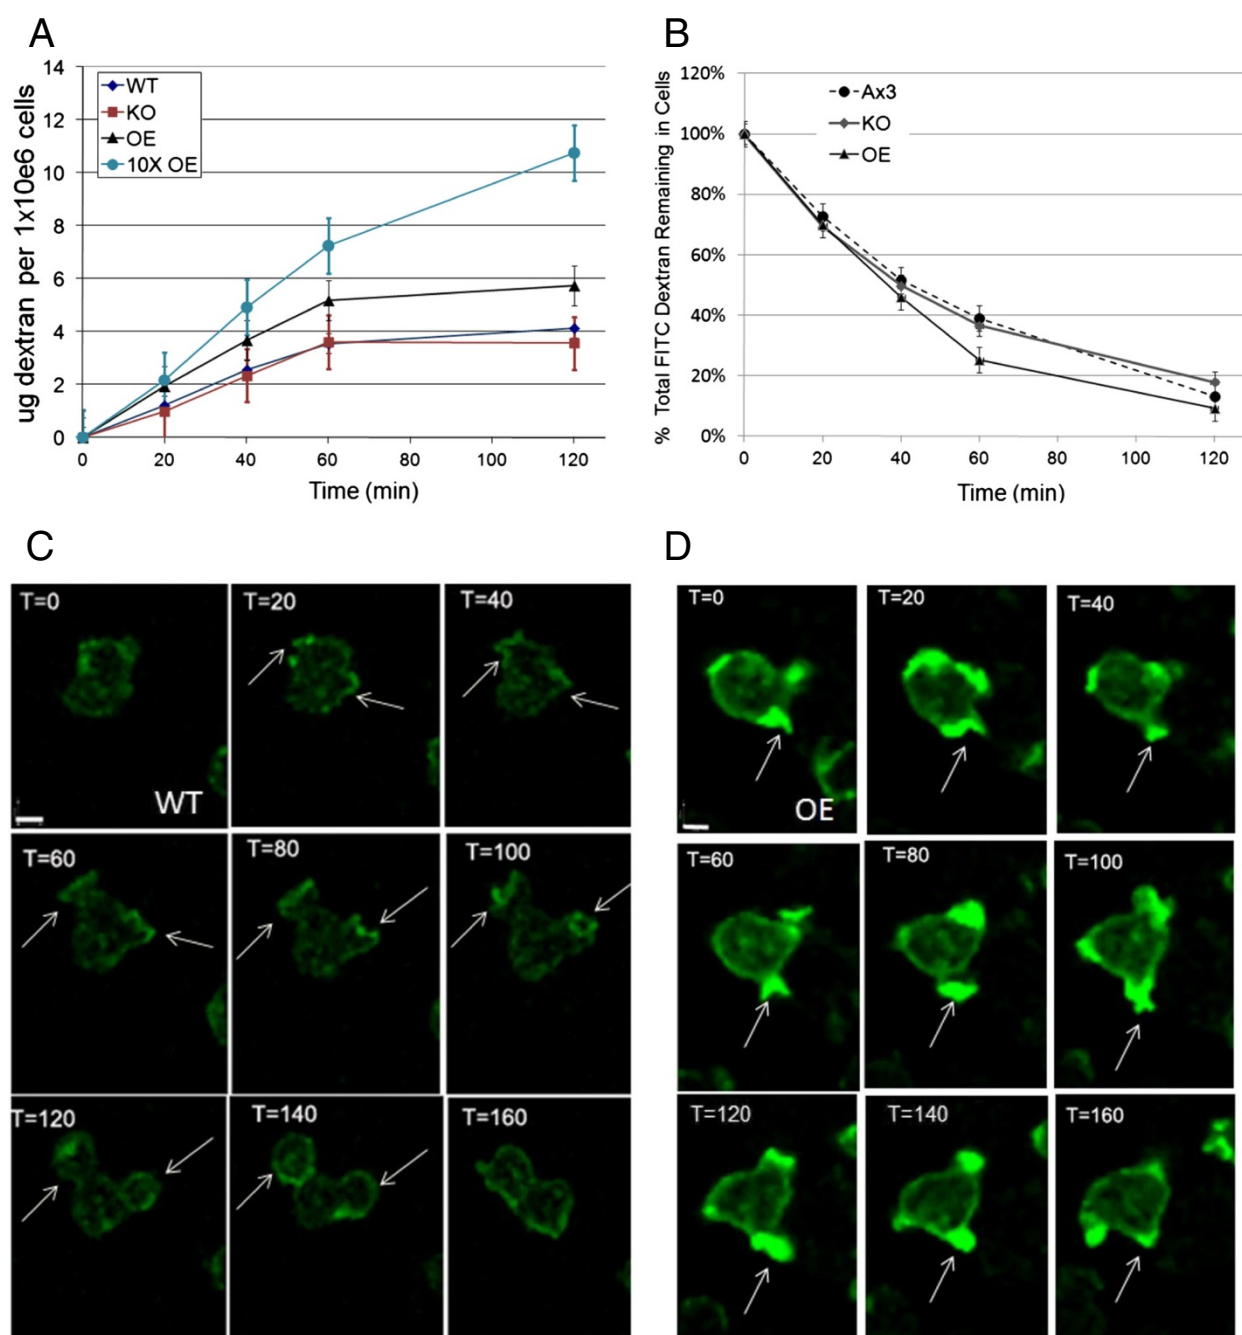 A
14
12
10
8
6
4
2
0
ug dextran per 1x10e6 cells
WT
KO
OE
10X OE
0 20 40 60 80 100 120
Time (min)
B
120%
100%
80%
60%
40%
20%
0%
% Total FITC Dextran Remaining in Cells
Ax3
KO
OE
0 20 40 60 80 100 120
Time (min)
C
T=0 T=20 T=40
WT
T=60 T=80 T=100
T=120 T=140 T=160
D
T=0 T=20 T=40
OE
T=60 T=80 T=100
T=120 T=140 T=160